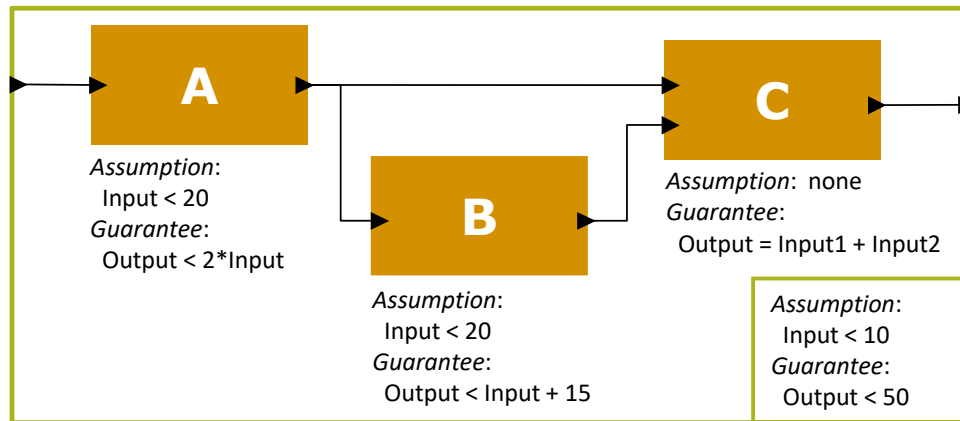 A
Assumption:
Input < 20
Guarantee:
Output < 2*Input
B
Assumption:
Input < 20
Guarantee:
Output < Input + 15
C
Assumption: none
Guarantee:
Output = Input1 + Input2
Assumption:
Input < 10
Guarantee:
Output < 50